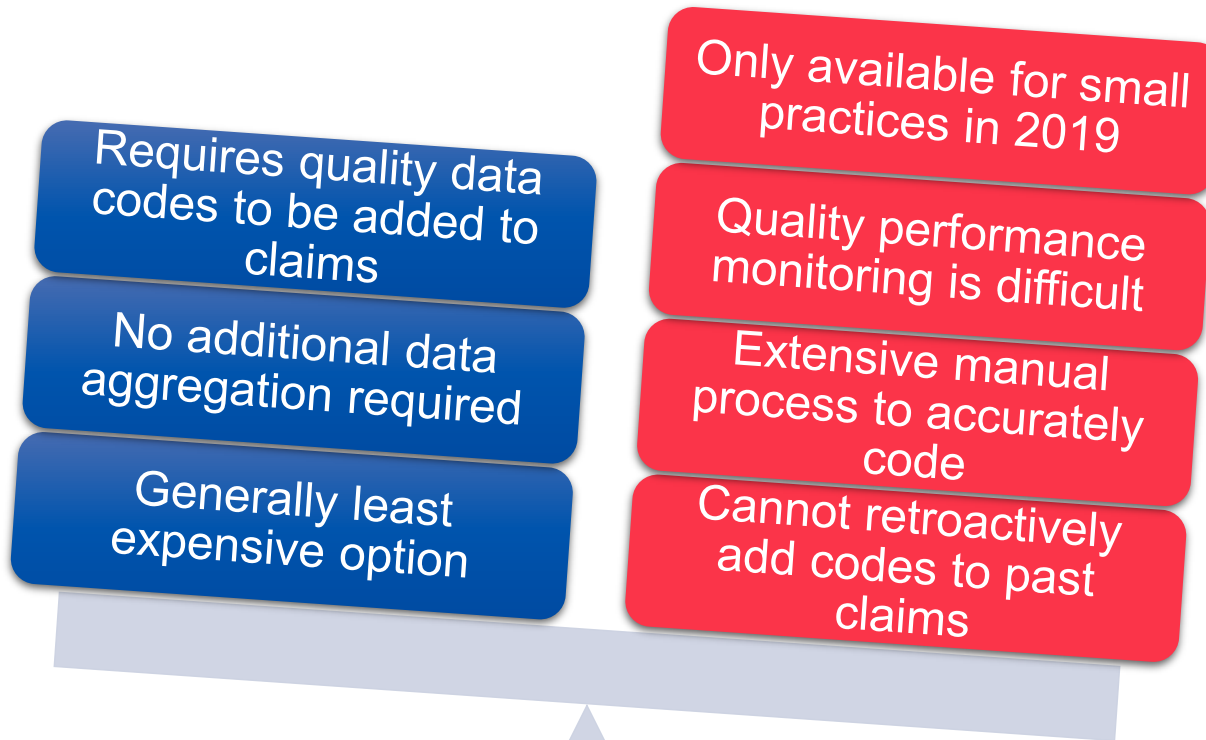 Requires quality data
codes to be added to
claims
No additional data
aggregation required
Generally least
expensive option
Only available for small
practices in 2019
Quality performance
monitoring is difficult
Extensive manual
process to accurately
code
Cannot retroactively
add codes to past
claims